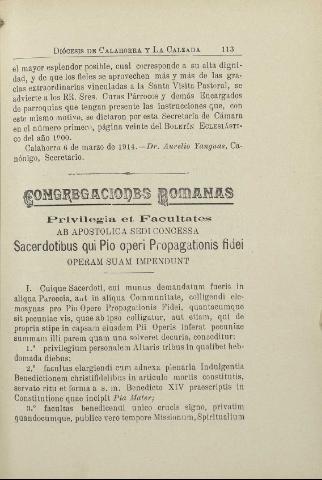 DIÓCESIS DE CALAHORRA Y LA CALZADA 113
el mayor esplendor posible, cual corresponde a su alta digni-
dad, y de que los fieles se aprovechen más y más de las gra-
cias extraordinarias vinculadas a la Santa Visita Pastoral, se
advierte a los RR. Sres. Curas Párrocos y demás Encargados
de parroquias que tengan presente las instrucciones que, con
este mismo motivo, se dictaron por esta Secretaría de Cámara
en el número primero, página veinte del BOLETÍN ECLESIÁSTI-
CO del año 1900.
Calahorra 6 de marzo de 1914.—Dr. Aurelio Yanguas, Ca-
nónigo, Secretario.
CONGREGACIONES ROMANAS
Privilegia et Facultates
AB APOSTOLICA SEDI CONCESSA
Sacerdotibus qui Pio operi Propagationis fidei
OPERAM SUAM IMPENDUNT
I. Cuique Sacerdoti, cui munus demandatum fuerit in
aliqua Paroecia, aut in aliqua Communitate, colligendi ele-
mosynas pro Pio Opere Propagationis Fidei, quantacumque
sit pecuniae vis, quae ab ipso colligatur, aut etiam, qui de
propria stipe in capsam eiusdem Pii Operis inferat pecuniae
summam illi parem quam una solveret decuria, conceditur:
1.° privilegium personalem Altaris tribus in qualibet heb-
domada diebus;
2.° facultas elargiendi cum adnexa plenaria Indulgentia
Benedictionem christifidelibus in articulo mortis constitutis,
servato ritu et forma a s. m. Benedicto XIV praescriptis in
Constitutione quae incipit Pia Mater;
3.° facultas benedicendi unico crucis signo, privatim
quandocumque, publice vero tempore Missionum, Spiritualium